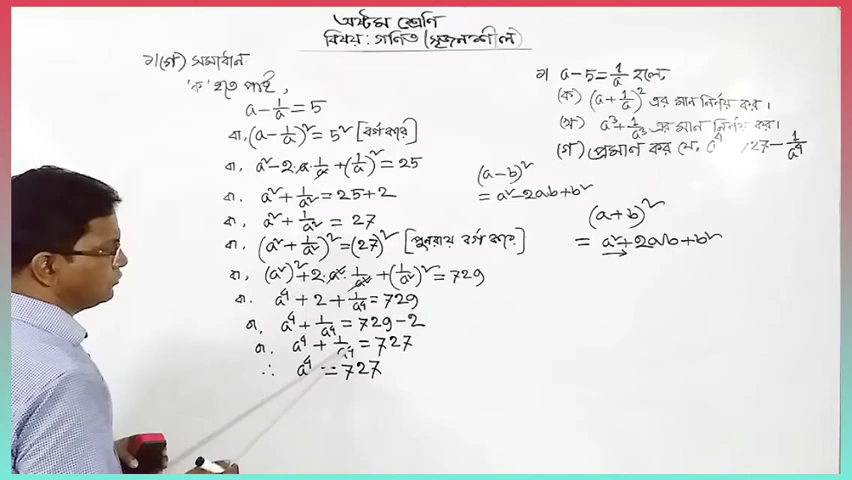 অষ্টম শ্রেণি
বিষয়: গণিত (সৃজনশীল)
১। (গ) সমাধান
'ক' হতে পাই,
a - 1/a = 5
বা, (a - 1/a)² = 5² [বর্গ করে]
বা, a² - 2·a·1/a + (1/a)² = 25
বা, a² + 1/a² = 25 + 2
বা, a² + 1/a² = 27
বা, (a² + 1/a²)² = (27)² [পুনরায় বর্গ করে]
বা, (a²)² + 2·a²·1/a² + (1/a²)² = 729
বা, a⁴ + 2 + 1/a⁴ = 729
বা, a⁴ + 1/a⁴ = 729 - 2
বা, a⁴ + 1/a⁴ = 727
∴ a⁴ = 727
১। a - 5 = 1/a হলে,
(ক) (a + 1/a)² এর মান নির্ণয় কর।
(খ) a³ + 1/a³ এর মান নির্ণয় কর।
(গ) প্রমাণ কর যে, a⁴ 727 - 1/a⁴
(a-b)²
= a² - 2ab + b²
(a+b)²
= a² + 2ab + b²